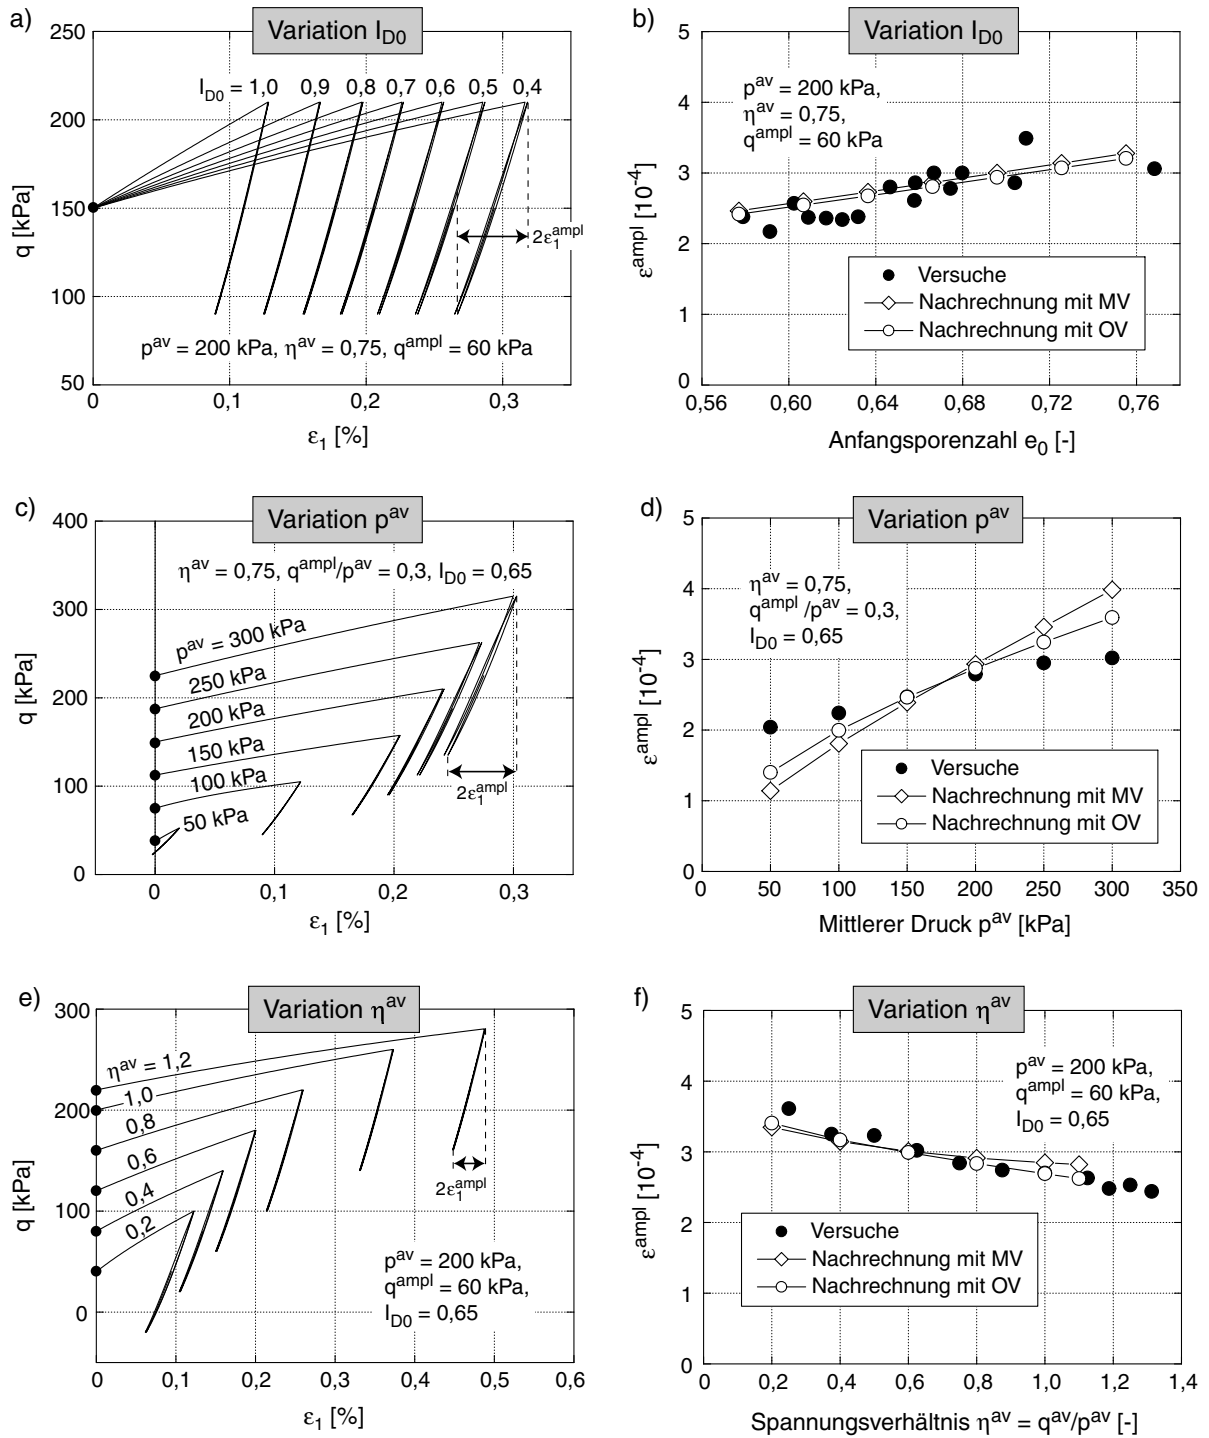 a)
Variation I_D0
250
200
150
100
50
q [kPa]
I_D0 = 1,0 0,9 0,8 0,7 0,6 0,5 0,4
2ε_1^ampl
p^av = 200 kPa, η^av = 0,75, q^ampl = 60 kPa
0 0,1 0,2 0,3
ε_1 [%]
b)
Variation I_D0
5
4
3
2
1
0
ε^ampl [10^-4]
p^av = 200 kPa,
η^av = 0,75,
q^ampl = 60 kPa
Versuche
Nachrechnung mit MV
Nachrechnung mit OV
0,56 0,60 0,64 0,68 0,72 0,76
Anfangsporenzahl e_0 [-]
c)
Variation p^av
400
300
200
100
0
q [kPa]
η^av = 0,75, q^ampl/p^av = 0,3, I_D0 = 0,65
p^av = 300 kPa
250 kPa
200 kPa
150 kPa
100 kPa
50 kPa
2ε_1^ampl
0 0,1 0,2 0,3
ε_1 [%]
d)
Variation p^av
5
4
3
2
1
0
ε^ampl [10^-4]
η^av = 0,75,
q^ampl /p^av = 0,3,
I_D0 = 0,65
Versuche
Nachrechnung mit MV
Nachrechnung mit OV
0 50 100 150 200 250 300 350
Mittlerer Druck p^av [kPa]
e)
Variation η^av
300
200
100
0
q [kPa]
η^av = 1,2
1,0
0,8
0,6
0,4
0,2
2ε_1^ampl
p^av = 200 kPa,
q^ampl = 60 kPa,
I_D0 = 0,65
0 0,1 0,2 0,3 0,4 0,5 0,6
ε_1 [%]
f)
Variation η^av
5
4
3
2
1
0
ε^ampl [10^-4]
p^av = 200 kPa,
q^ampl = 60 kPa,
I_D0 = 0,65
Versuche
Nachrechnung mit MV
Nachrechnung mit OV
0 0,2 0,4 0,6 0,8 1,0 1,2 1,4
Spannungsverhältnis η^av = q^av/p^av [-]